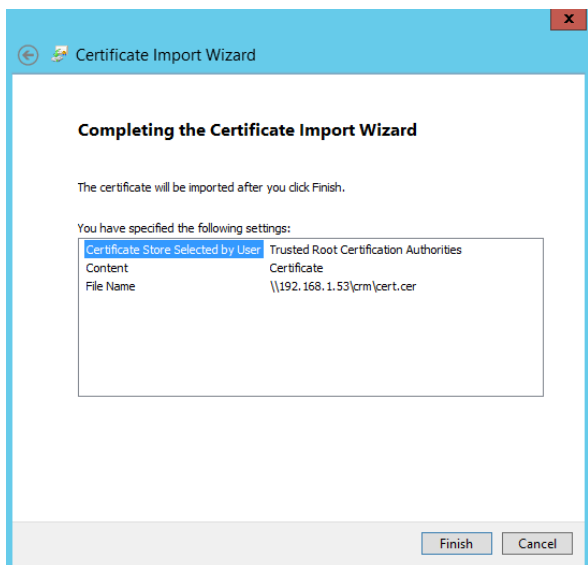 x
Certificate Import Wizard
Completing the Certificate Import Wizard
The certificate will be imported after you click Finish.
You have specified the following settings:
Certificate Store Selected by User Trusted Root Certification Authorities
Content Certificate
File Name \\192.168.1.53\crm\cert.cer
Finish Cancel